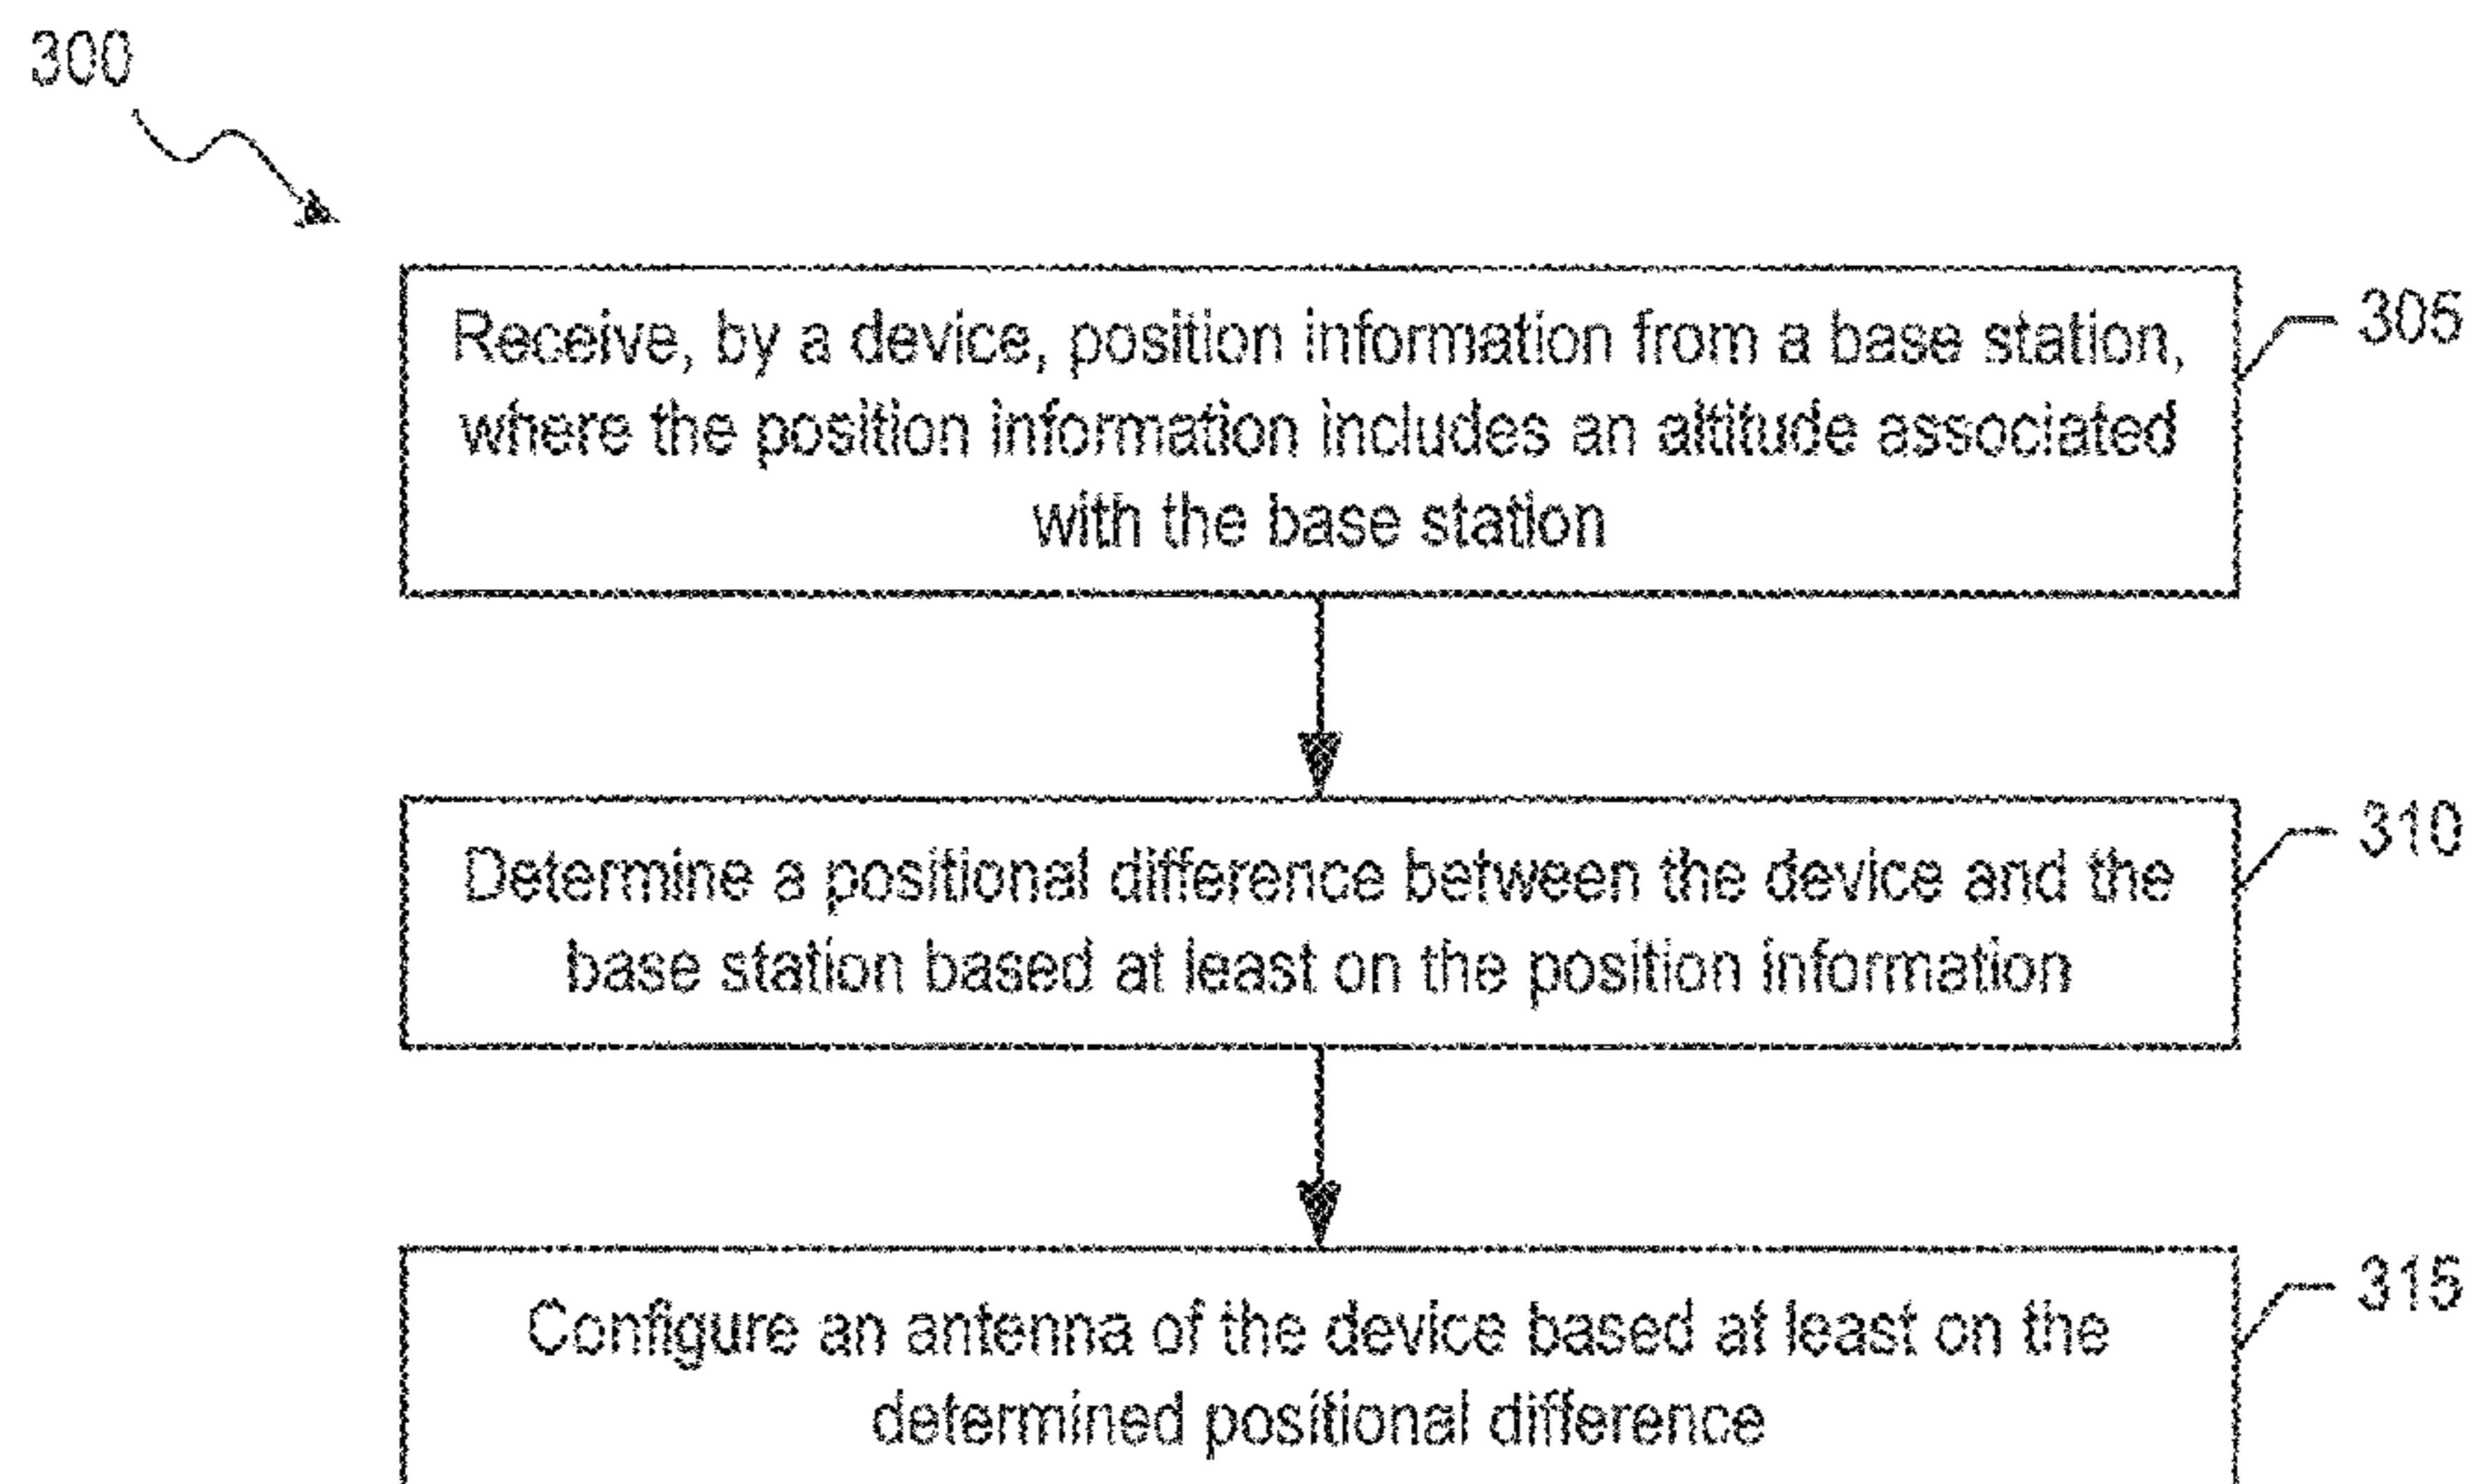 300
Receive, by a device, position information from a base station,
where the position information includes an altitude associated
with the base station
305
Determine a positional difference between the device and the
base station based at least on the position information
310
Configure an antenna of the device based at least on the
determined positional difference
315